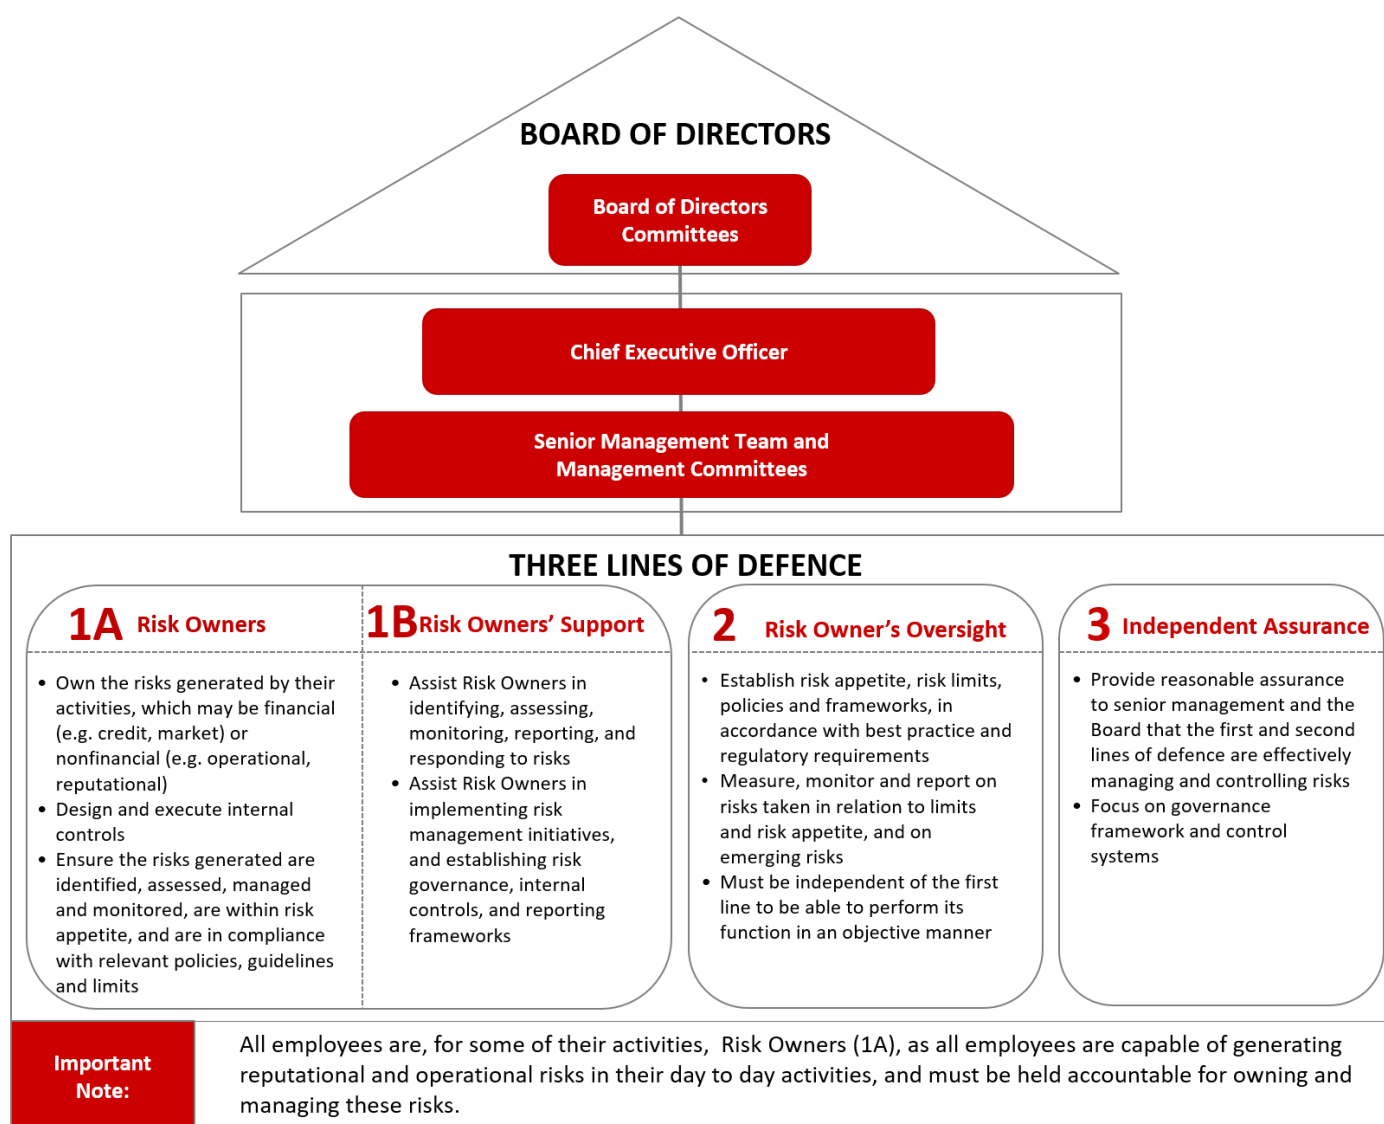 BOARD OF DIRECTORS
Board of Directors
Committees
Chief Executive Officer
Senior Management Team and
Management Committees
THREE LINES OF DEFENCE
1A Risk Owners
• Own the risks generated by their
activities, which may be financial
(e.g. credit, market) or
nonfinancial (e.g. operational,
reputational)
• Design and execute internal
controls
• Ensure the risks generated are
identified, assessed, managed
and monitored, are within risk
appetite, and are in compliance
with relevant policies, guidelines
and limits
1B Risk Owners’ Support
• Assist Risk Owners in
identifying, assessing,
monitoring, reporting, and
responding to risks
• Assist Risk Owners in
implementing risk
management initiatives,
and establishing risk
governance, internal
controls, and reporting
frameworks
2 Risk Owner’s Oversight
• Establish risk appetite, risk limits,
policies and frameworks, in
accordance with best practice and
regulatory requirements
• Measure, monitor and report on
risks taken in relation to limits
and risk appetite, and on
emerging risks
• Must be independent of the first
line to be able to perform its
function in an objective manner
3 Independent Assurance
• Provide reasonable assurance
to senior management and the
Board that the first and second
lines of defence are effectively
managing and controlling risks
• Focus on governance
framework and control
systems
Important
Note:
All employees are, for some of their activities, Risk Owners (1A), as all employees are capable of generating
reputational and operational risks in their day to day activities, and must be held accountable for owning and
managing these risks.